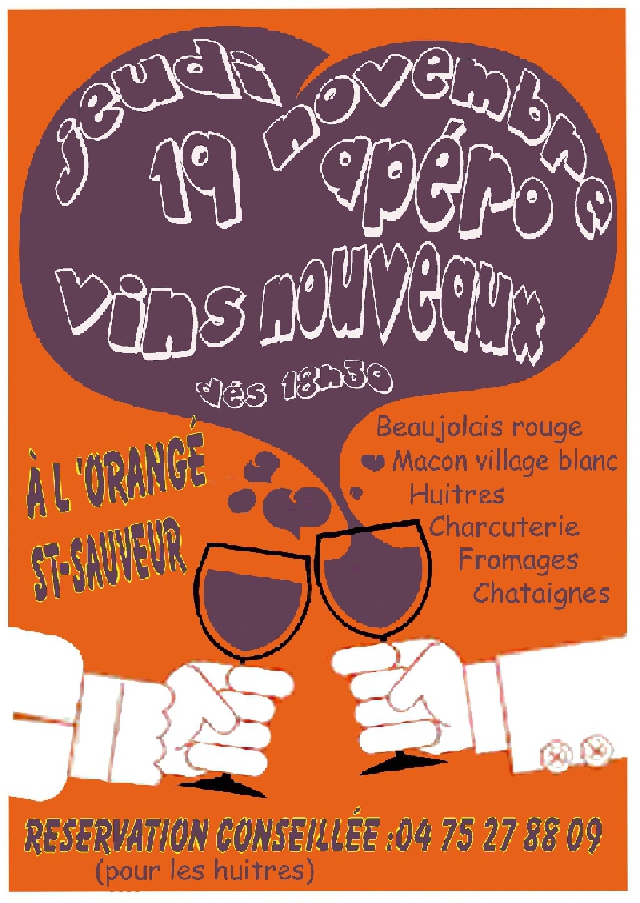 jeudi novembre
19 apéro
vins nouveaux
dés 18h30
À L'ORANGÉ
ST-SAUVEUR
Beaujolais rouge
Macon village blanc
Huitres
Charcuterie
Fromages
Chataignes
RESERVATION CONSEILLÉE :04 75 27 88 09
(pour les huitres)